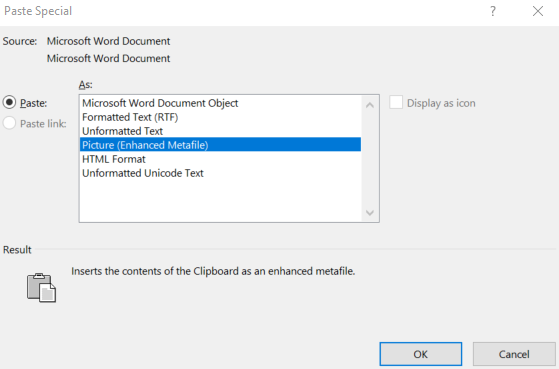 Paste Special
? X
Source: Microsoft Word Document
Microsoft Word Document
As:
Paste:
Paste link:
Microsoft Word Document Object
Formatted Text (RTF)
Unformatted Text
Picture (Enhanced Metafile)
HTML Format
Unformatted Unicode Text
Display as icon
Result
Inserts the contents of the Clipboard as an enhanced metafile.
OK Cancel